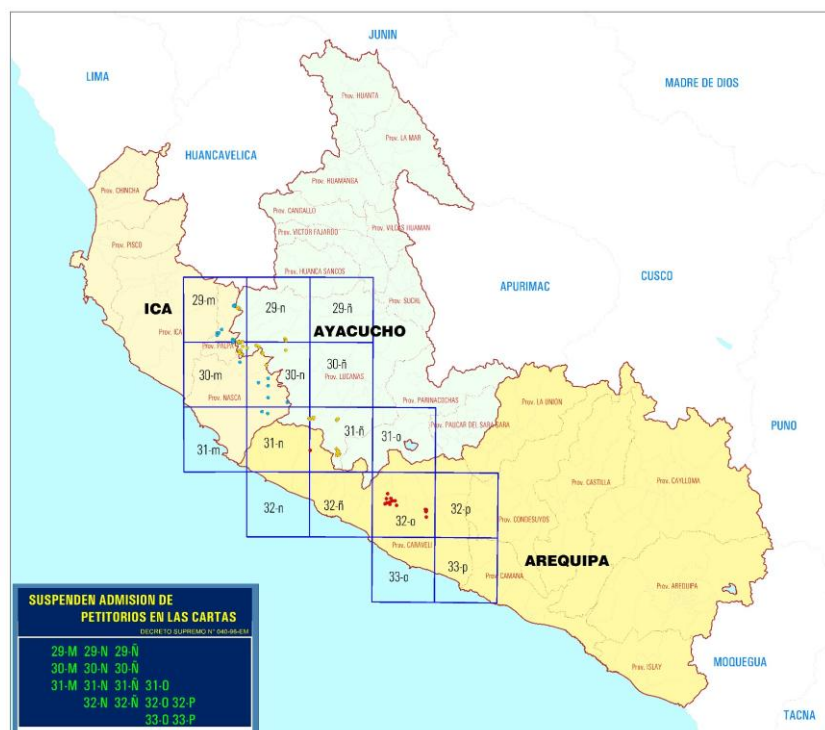 JUNIN
LIMA
MADRE DE DIOS
Prov. HUANTA
Prov. LA MAR
HUANCAVELICA
Prov. HUAMANGA
Prov. CHINCHA
Prov. CANGALLO
Prov. VILCAS HUAMAN
Prov. VICTOR FAJARDO
Prov. PISCO
Prov. HUANCA SANCOS
CUSCO
APURIMAC
29-m
29-n
29-ñ
Prov. SUCRE
ICA
AYACUCHO
Prov. ICA
Prov. PALPA
30-m
30-n
30-ñ
Prov. LUCANAS
Prov. NASCA
Prov. PARINACOCHAS
Prov. LA UNION
Prov. PAUCAR DEL SARA SARA
PUNO
31-m
31-n
31-ñ
31-o
Prov. CASTILLA
Prov. CAYLLOMA
32-n
32-ñ
32-o
32-p
Prov. CONDESUYOS
Prov. CARAVELI
AREQUIPA
33-o
33-p
Prov. CAMANA
Prov. AREQUIPA
SUSPENDEN ADMISION DE
PETITORIOS EN LAS CARTAS
DECRETO SUPREMO N° 040-96-EM
29-M 29-N 29-Ñ
30-M 30-N 30-Ñ
31-M 31-N 31-Ñ 31-O
32-N 32-Ñ 32-O 32-P
33-O 33-P
Prov. ISLAY
MOQUEGUA
TACNA